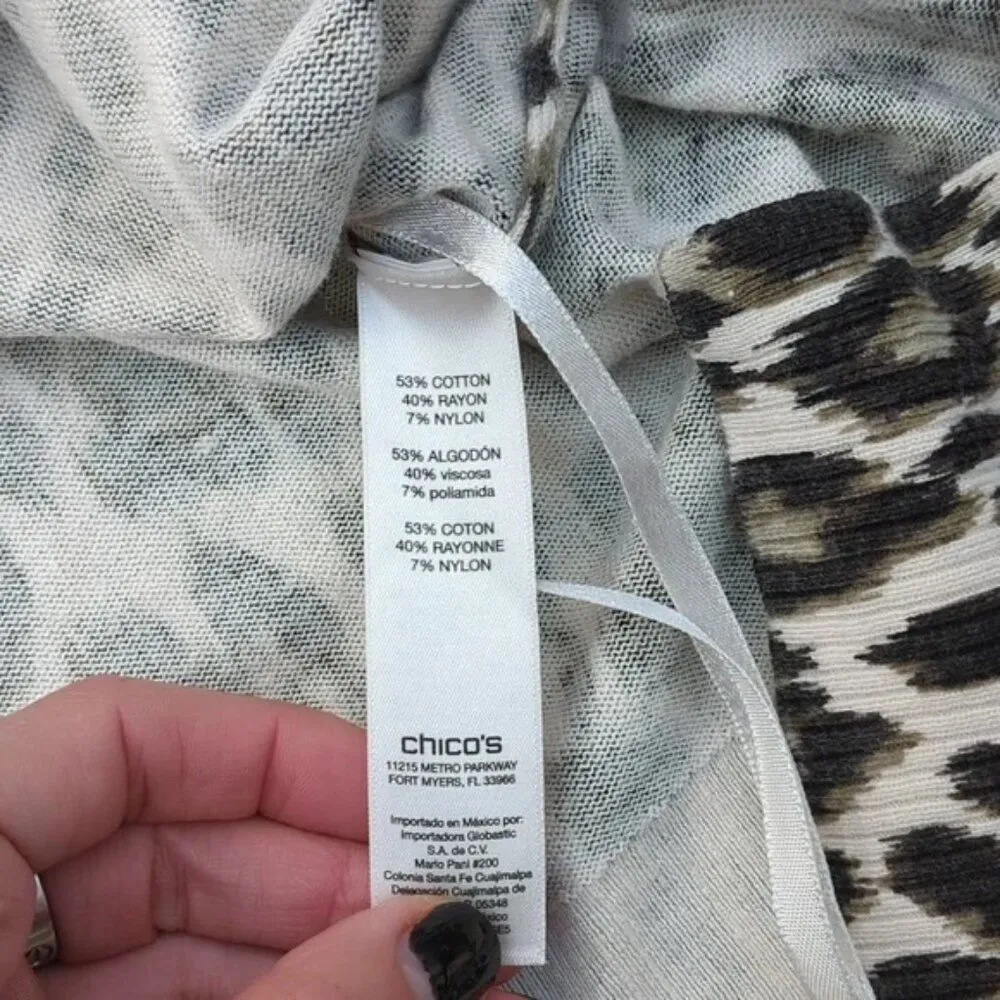 53% COTTON
40% RAYON
7% NYLON
53% ALGODÓN
40% viscosa
7% poliamida
53% COTON
40% RAYONNE
7% NYLON
chico's
11215 METRO PARKWAY
FORT MYERS, FL 33966
Importado en México por:
Importadora Globastic
S.A. de C.V.
Mario Pani #200
Colonia Santa Fe Cuajimalpa
Delegación Cuajimalpa de
05348